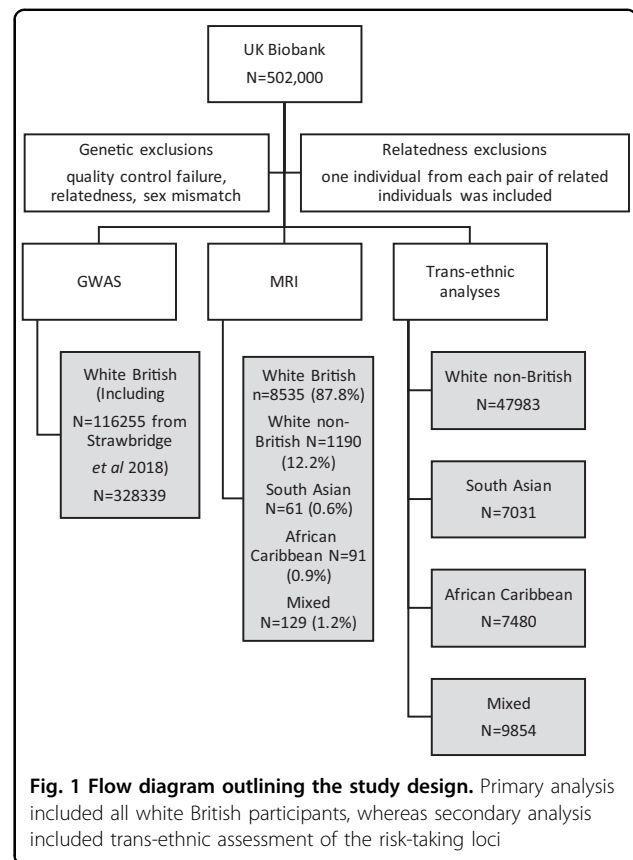 UK Biobank
N=502,000
Genetic exclusions
quality control failure,
relatedness, sex mismatch
Relatedness exclusions
one individual from each pair of related
individuals was included
GWAS
MRI
Trans-ethnic
analyses
White British
(Including
N=116255 from
Strawbridge
et al 2018)
N=328339
White British
n=8535 (87.8%)
White non-
British N=1190
(12.2%)
South Asian
N=61 (0.6%)
African
Caribbean N=91
(0.9%)
Mixed
N=129 (1.2%)
White non-British
N=47983
South Asian
N=7031
African Caribbean
N=7480
Mixed
N=9854
Fig. 1 Flow diagram outlining the study design. Primary analysis
included all white British participants, whereas secondary analysis
included trans-ethnic assessment of the risk-taking loci